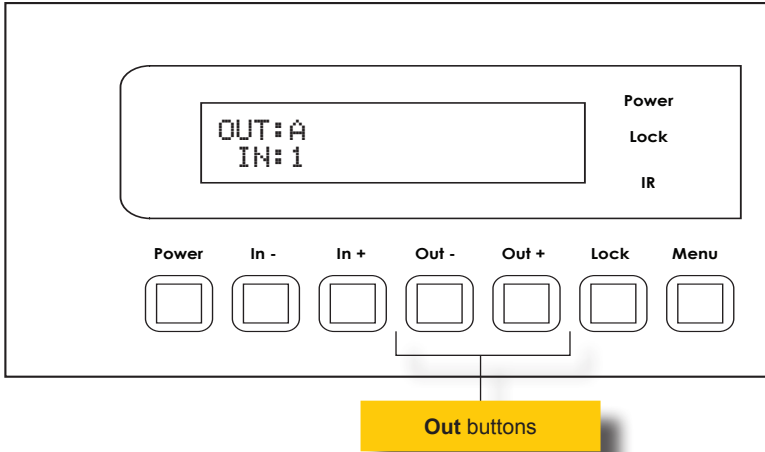 Power
OUT:A
Lock
IN:1
IR
Power In - In + Out - Out + Lock Menu
Out buttons